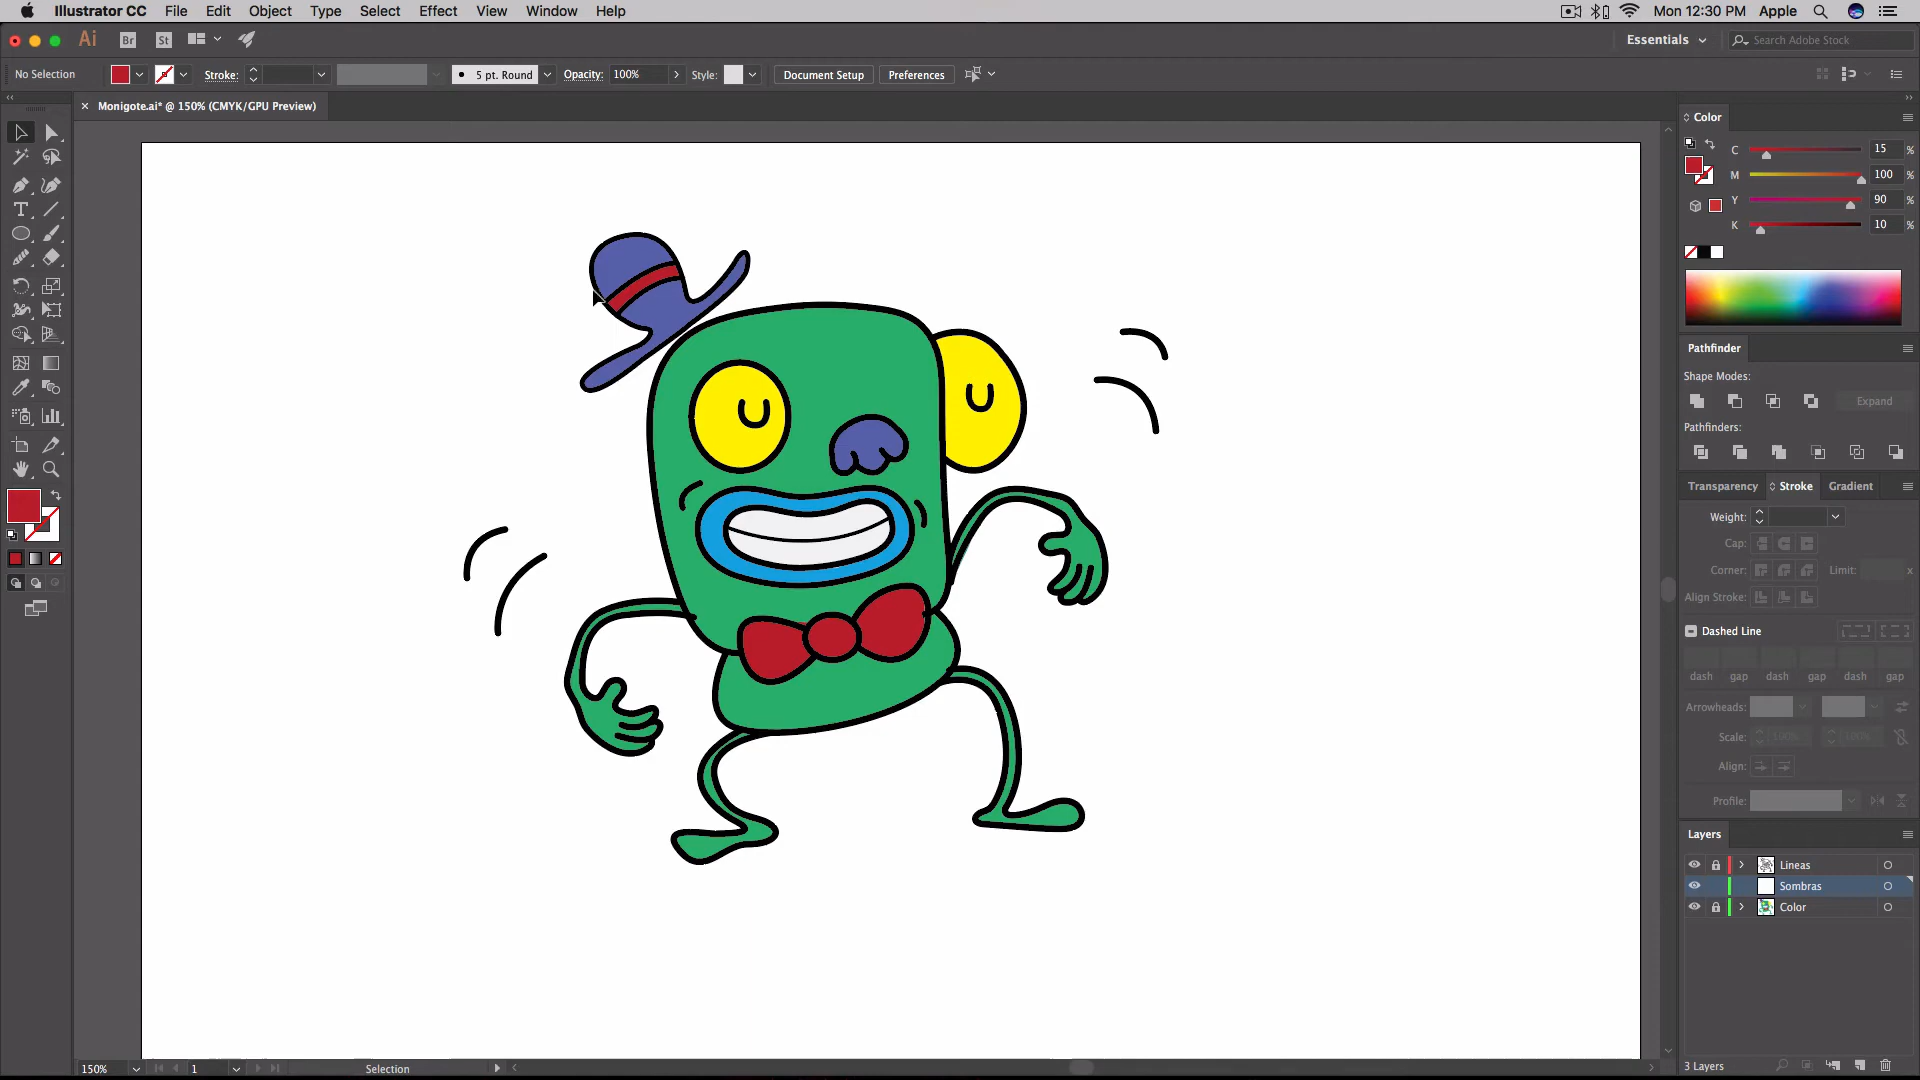 Illustrator CC File Edit Object Type Select Effect View Window Help Mon 12:30 PM Apple
Ai Br St Essentials Search Adobe Stock
No Selection Stroke: 5 pt. Round Opacity: 100% Style: Document Setup Preferences
× Monigote.ai* @ 150% (CMYK/GPU Preview)
Color
C 15 %
M 100 %
Y 90 %
K 10 %
Pathfinder
Shape Modes:
Expand
Pathfinders:
Transparency Stroke Gradient
Weight:
Cap:
Corner: Limit: x
Align Stroke:
Dashed Line
dash gap dash gap dash gap
Arrowheads:
Scale: 100% 100%
Align:
Profile:
Layers
Lineas
Sombras
Color
3 Layers
150% 1 Selection